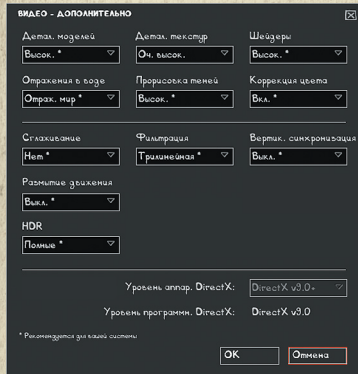 ВИДЕО - ДОПОЛНИТЕЛЬНО
Детал. моделей Детал. текстур Шейдеры
Высок. * Оч. высок. Высок. *
Отражения в воде Прорисовка теней Коррекция цвета
Отраж. мир * Высок. * Вкл. *
Сглаживание Фильтрация Вертик. синхронизация
Нет * Трилинейная * Выкл. *
Размытие движения
Выкл. *
HDR
Полные *
Уровень аппар. DirectX: DirectX v9.0+
Уровень программн. DirectX: DirectX v9.0
* Рекомендуется для вашей системы
OK Отмена